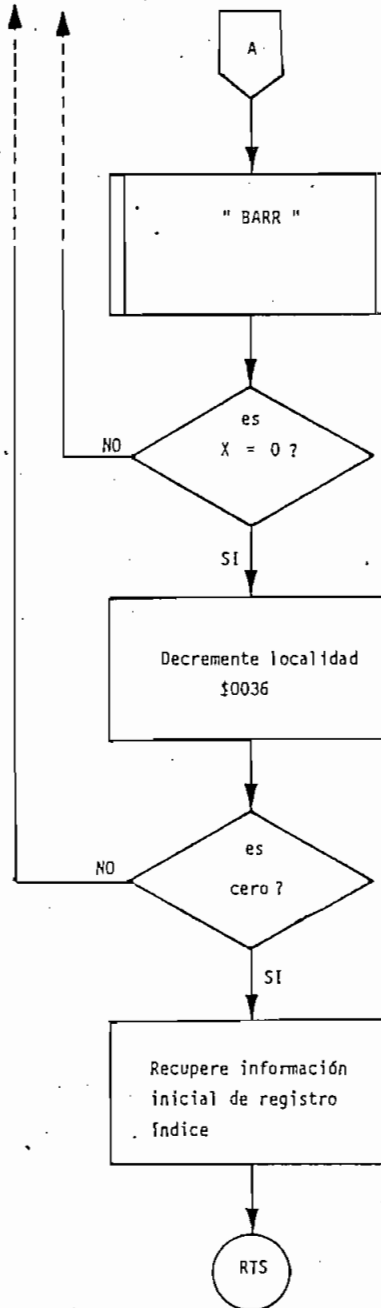 A
" BARR "
es
X = 0 ?
NO
SI
Decremente localidad
$0036
es
cero ?
NO
SI
Recupere información
inicial de registro
índice
RTS